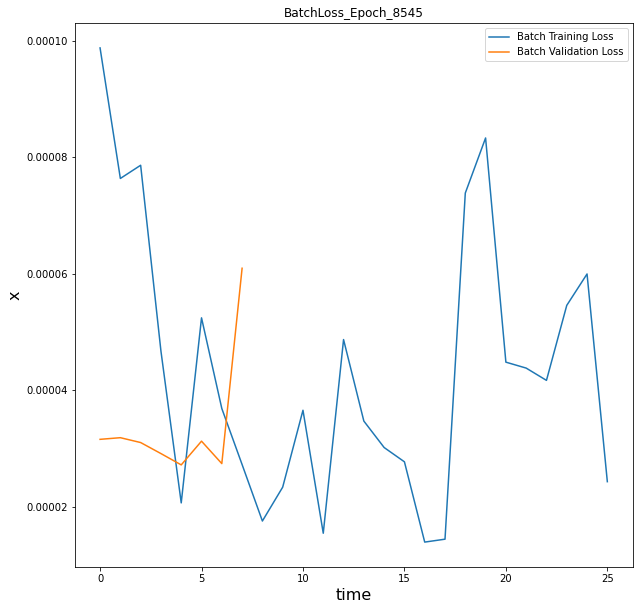 BatchLoss_Epoch_8545
Batch Training Loss
Batch Validation Loss
0.00010
0.00008
0.00006
0.00004
0.00002
x
0 5 10 15 20 25
time